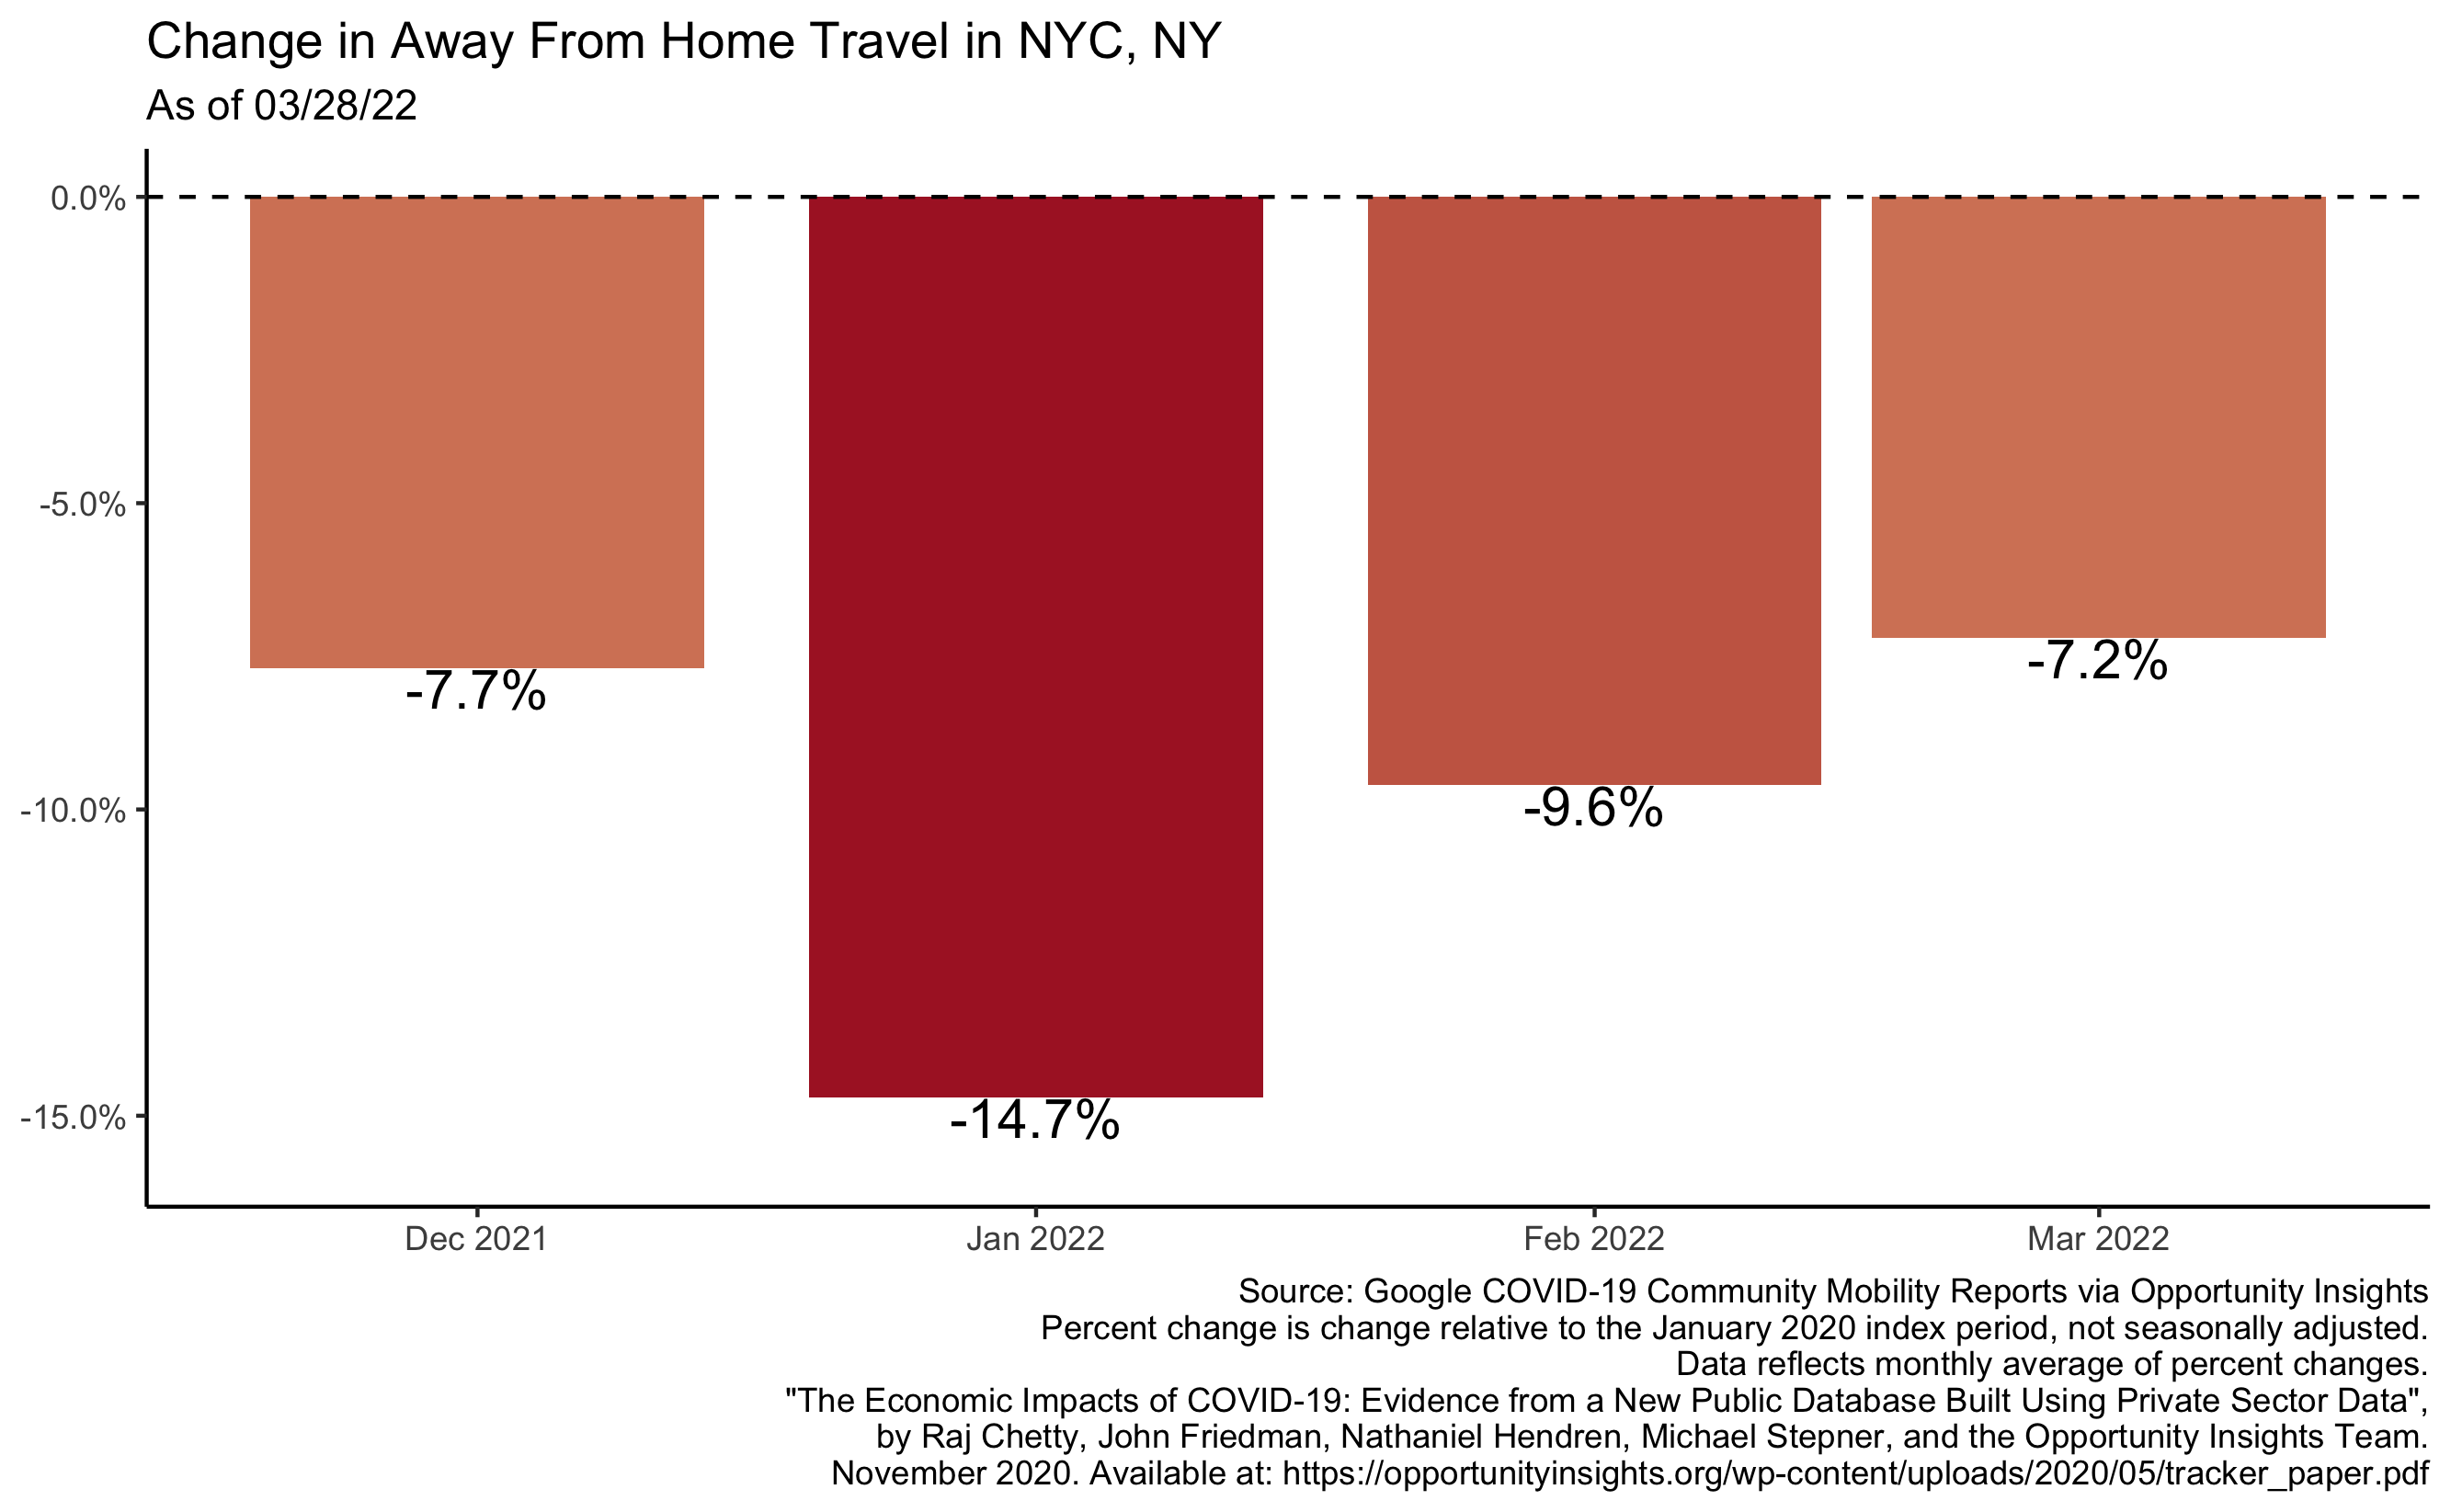 Change in Away From Home Travel in NYC, NY
As of 03/28/22
0.0%
-5.0%
-10.0%
-15.0%
-7.7%
-14.7%
-9.6%
-7.2%
Dec 2021
Jan 2022
Feb 2022
Mar 2022
Source: Google COVID-19 Community Mobility Reports via Opportunity Insights
Percent change is change relative to the January 2020 index period, not seasonally adjusted.
Data reflects monthly average of percent changes.
"The Economic Impacts of COVID-19: Evidence from a New Public Database Built Using Private Sector Data",
by Raj Chetty, John Friedman, Nathaniel Hendren, Michael Stepner, and the Opportunity Insights Team.
November 2020. Available at: https://opportunityinsights.org/wp-content/uploads/2020/05/tracker_paper.pdf